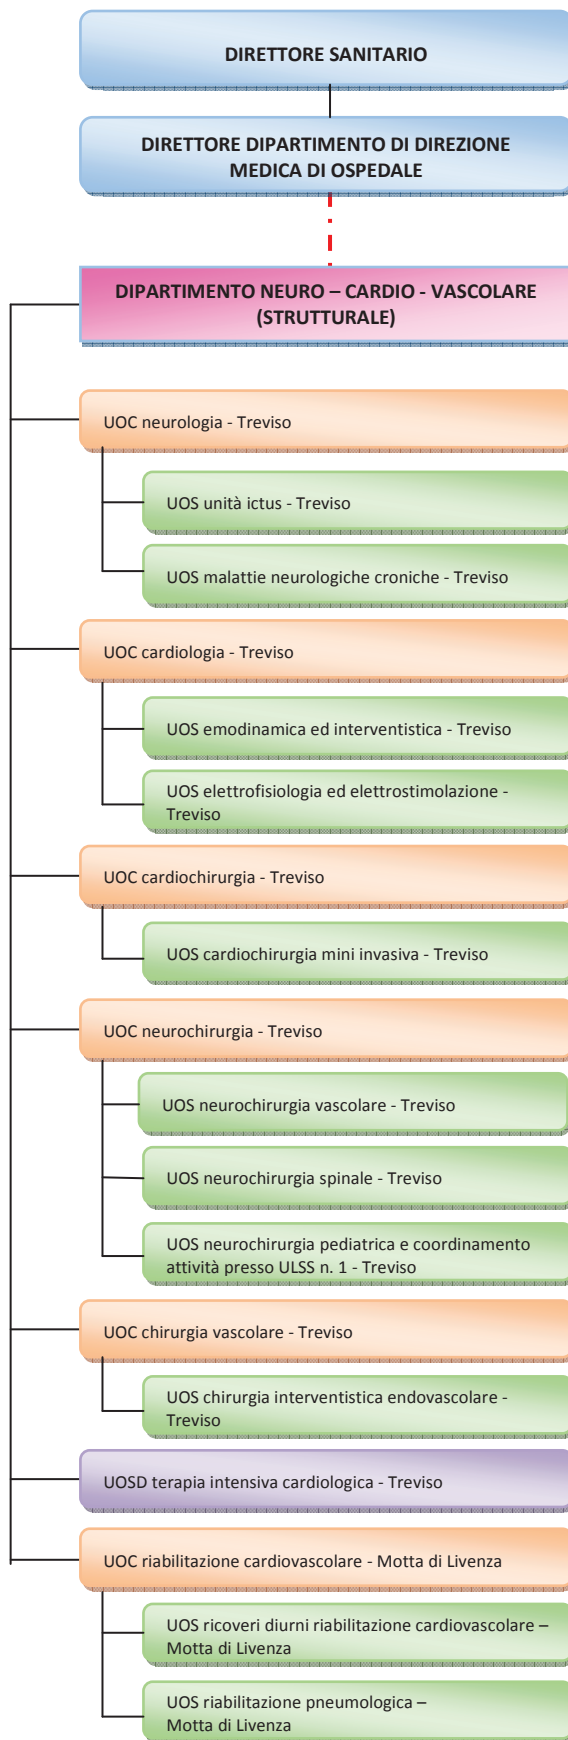 DIRETTORE SANITARIO
DIRETTORE DIPARTIMENTO DI DIREZIONE
MEDICA DI OSPEDALE
DIPARTIMENTO NEURO – CARDIO - VASCOLARE
(STRUTTURALE)
UOC neurologia - Treviso
UOS unità ictus - Treviso
UOS malattie neurologiche croniche - Treviso
UOC cardiologia - Treviso
UOS emodinamica ed interventistica - Treviso
UOS elettrofisiologia ed elettrostimolazione -
Treviso
UOC cardiochirurgia - Treviso
UOS cardiochirurgia mini invasiva - Treviso
UOC neurochirurgia - Treviso
UOS neurochirurgia vascolare - Treviso
UOS neurochirurgia spinale - Treviso
UOS neurochirurgia pediatrica e coordinamento
attività presso ULSS n. 1 - Treviso
UOC chirurgia vascolare - Treviso
UOS chirurgia interventistica endovascolare -
Treviso
UOSD terapia intensiva cardiologica - Treviso
UOC riabilitazione cardiovascolare - Motta di Livenza
UOS ricoveri diurni riabilitazione cardiovascolare –
Motta di Livenza
UOS riabilitazione pneumologica –
Motta di Livenza